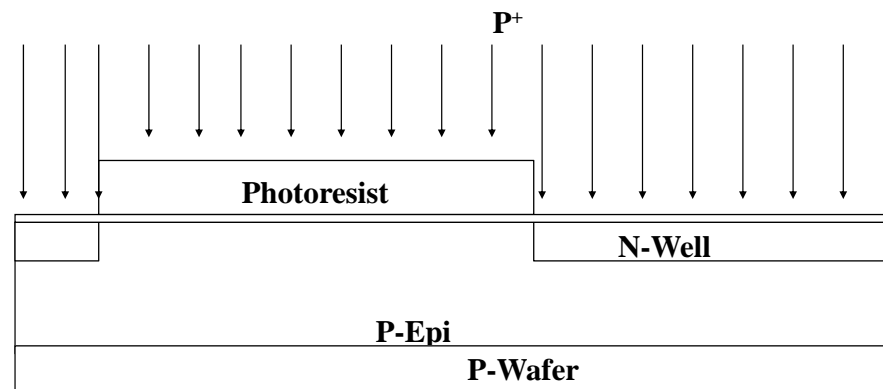 P⁺
Photoresist
N-Well
P-Epi
P-Wafer